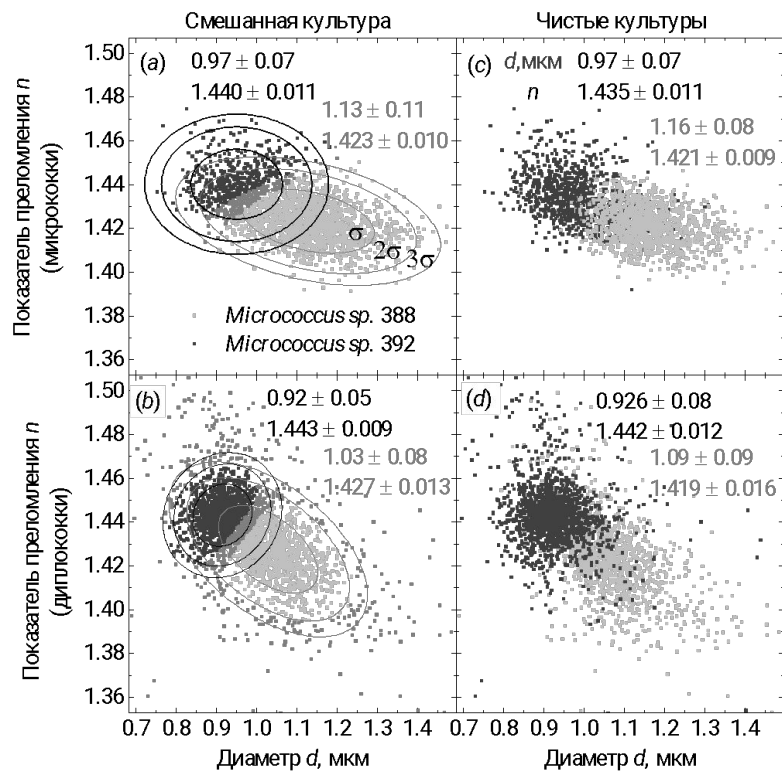 Смешанная культура
Чистые культуры
(a)
0.97 ± 0.07
1.440 ± 0.011
1.13 ± 0.11
1.423 ± 0.010
σ
2σ
3σ
Micrococcus sp. 388
Micrococcus sp. 392
(c)
d,мкм 0.97 ± 0.07
n 1.435 ± 0.011
1.16 ± 0.08
1.421 ± 0.009
Показатель преломления n
(микрококки)
1.50
1.48
1.46
1.44
1.42
1.40
1.38
1.36
(b)
0.92 ± 0.05
1.443 ± 0.009
1.03 ± 0.08
1.427 ± 0.013
(d)
0.926 ± 0.08
1.442 ± 0.012
1.09 ± 0.09
1.419 ± 0.016
Показатель преломления n
(диплококки)
1.50
1.48
1.46
1.44
1.42
1.40
1.38
1.36
0.7 0.8 0.9 1.0 1.1 1.2 1.3 1.4
0.8 0.9 1.0 1.1 1.2 1.3 1.4
Диаметр d, мкм
Диаметр d, мкм